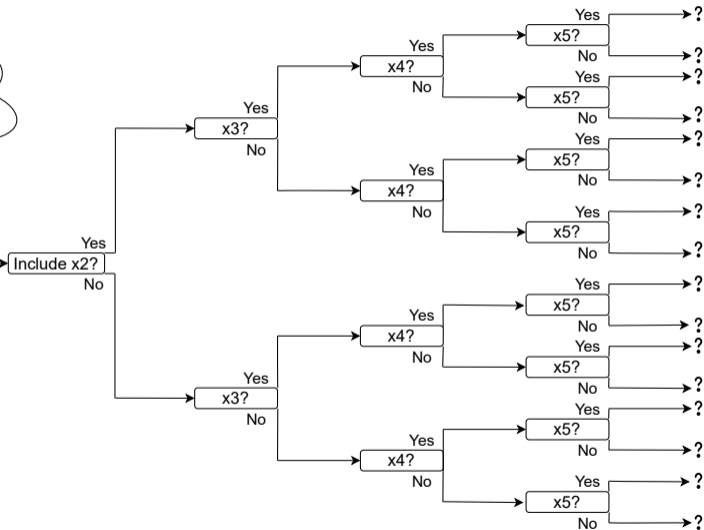 Yes
?
x5?
Yes
No
?
x4?
Yes
?
No
x5?
Yes
No
?
x3?
Yes
?
No
x5?
Yes
No
?
x4?
Yes
?
No
x5?
No
?
Yes
Include x2?
No
Yes
?
x5?
Yes
No
?
x4?
Yes
?
No
x5?
Yes
No
?
x3?
Yes
?
No
x5?
Yes
No
?
x4?
Yes
?
No
x5?
No
?